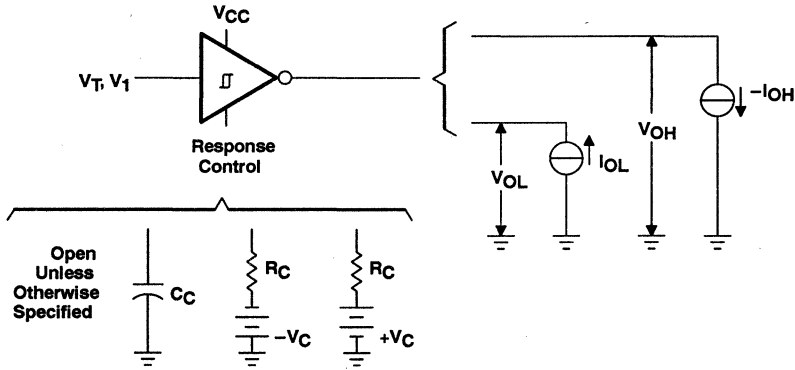 VCC
VT, V1
Response
Control
–IOH
VOH
VOL
IOL
Open
Unless
Otherwise
Specified
CC
RC
–VC
RC
+VC